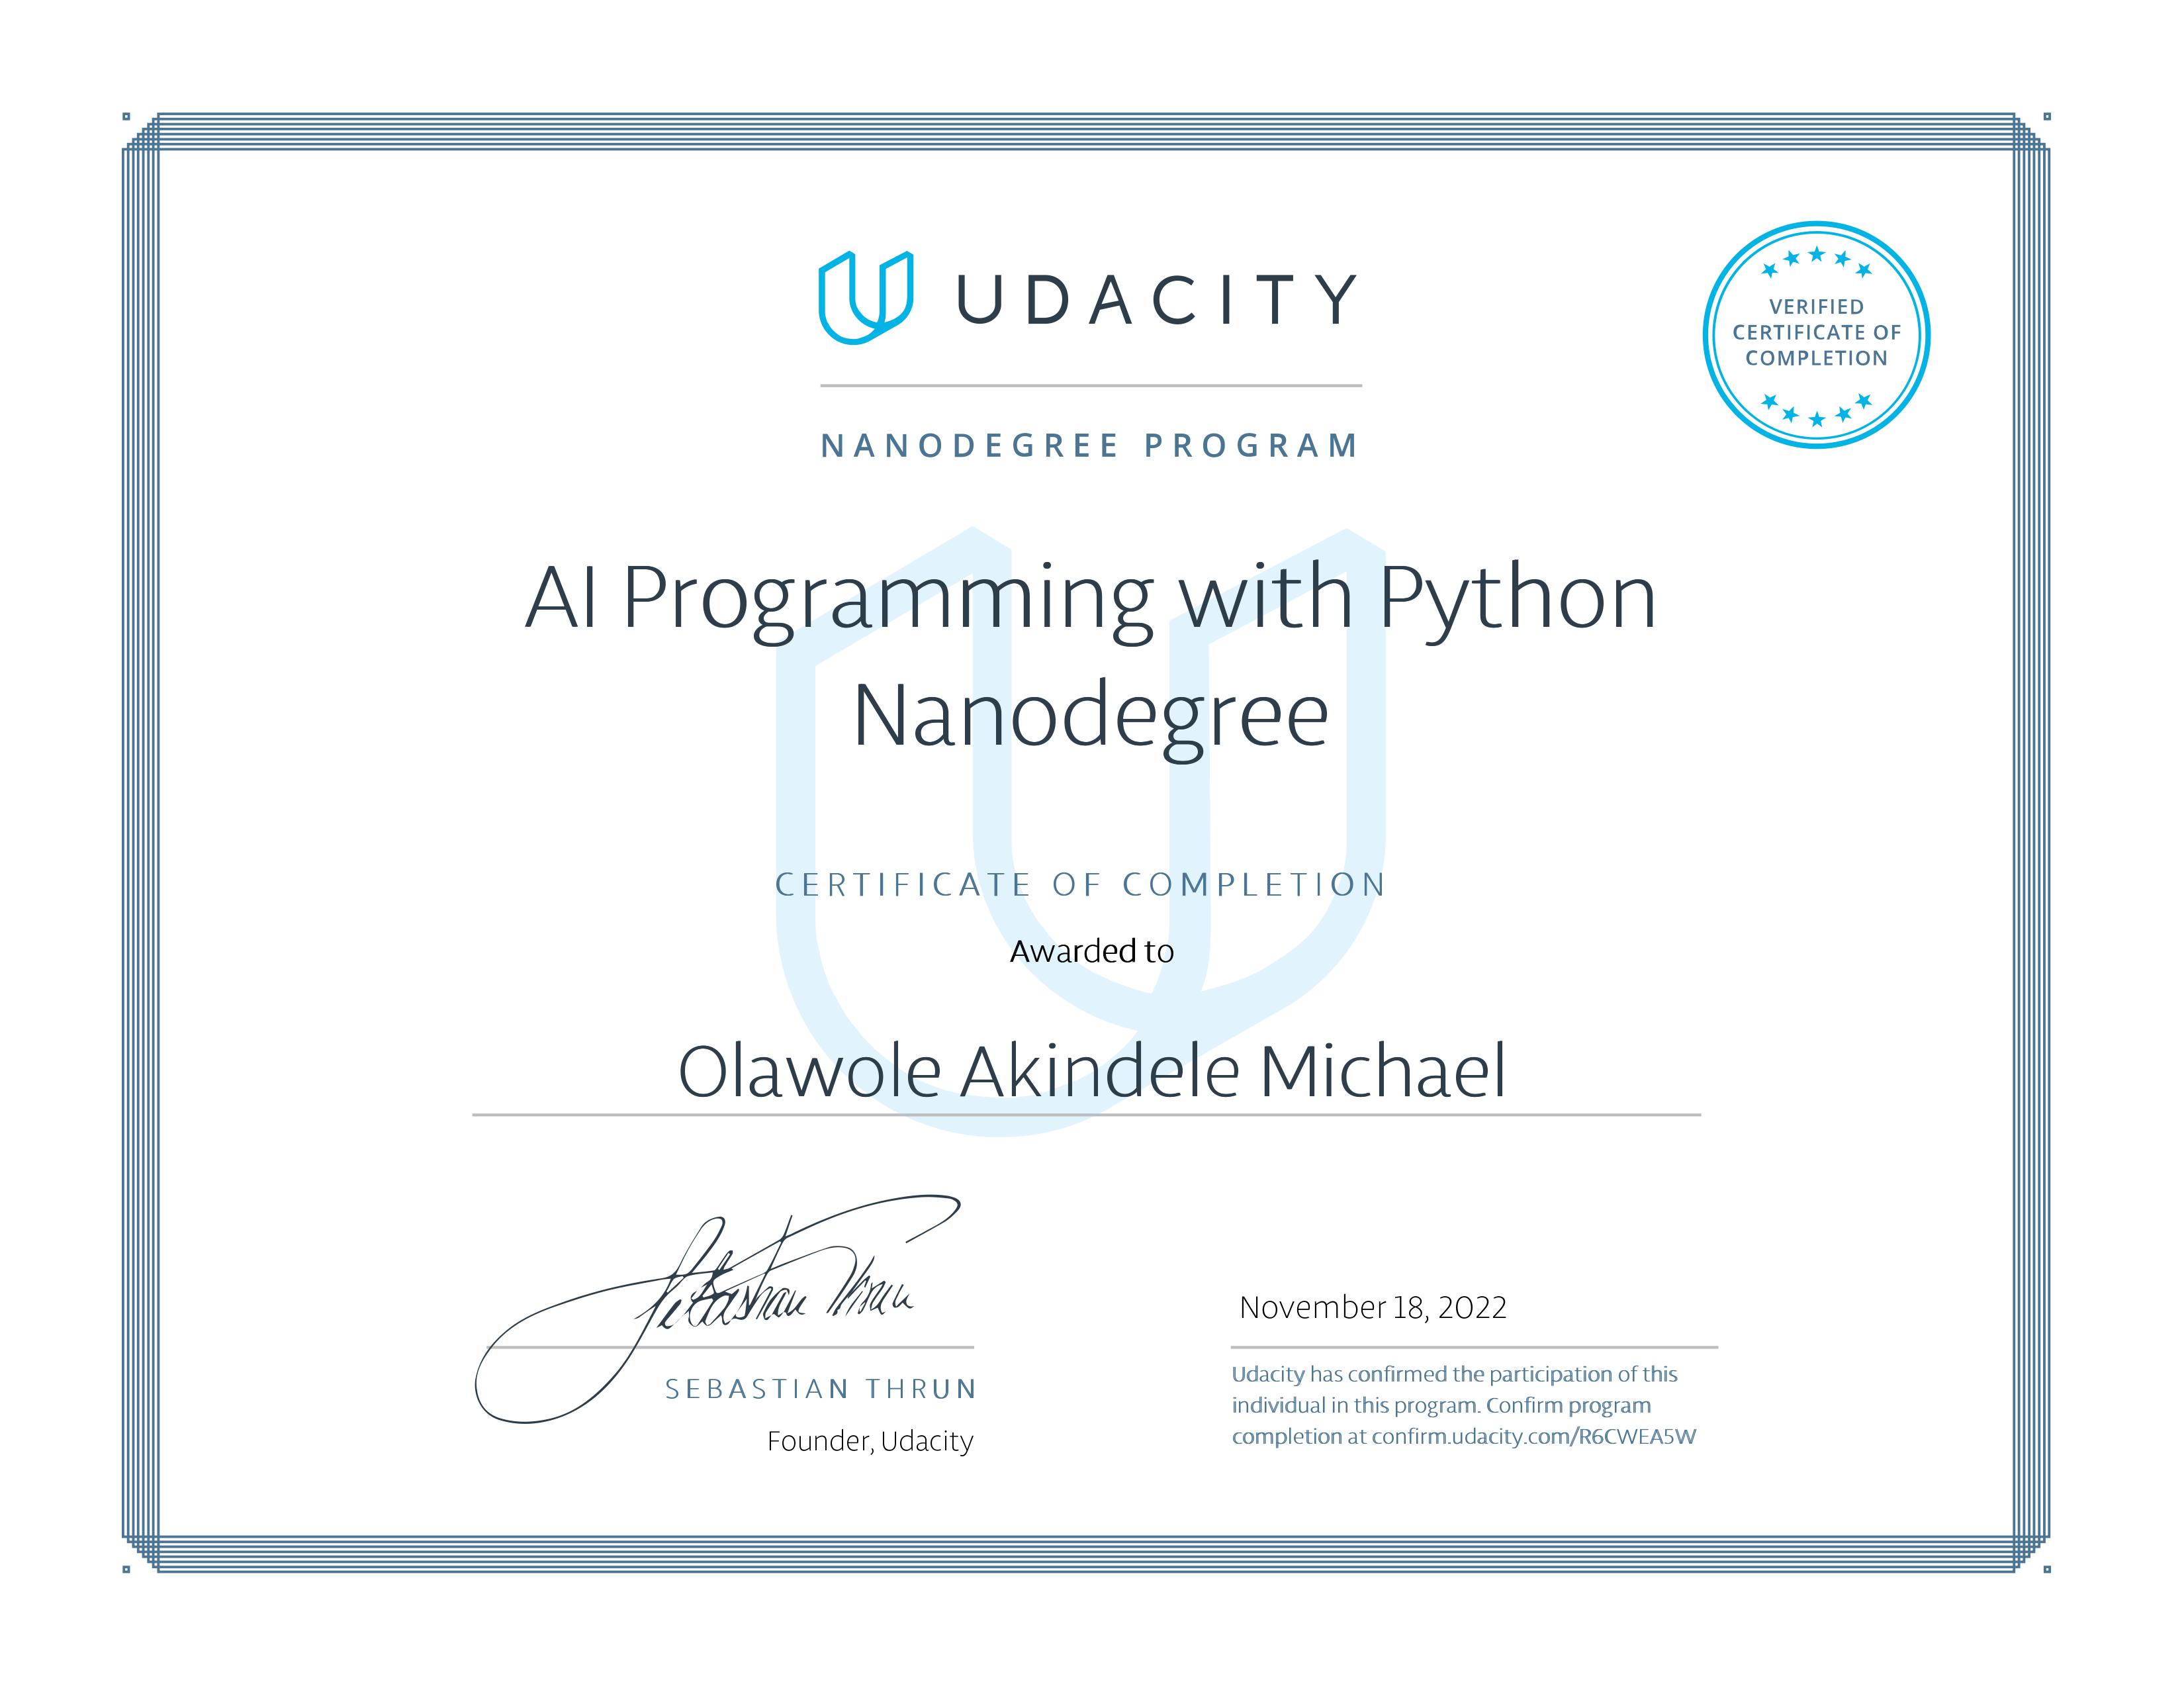 UDACITY
VERIFIED
CERTIFICATE OF
COMPLETION
NANODEGREE PROGRAM
AI Programming with Python
Nanodegree
CERTIFICATE OF COMPLETION
Awarded to
Olawole Akindele Michael
Sebastian Thrun
SEBASTIAN THRUN
Founder, Udacity
November 18, 2022
Udacity has confirmed the participation of this
individual in this program. Confirm program
completion at confirm.udacity.com/R6CWEA5W